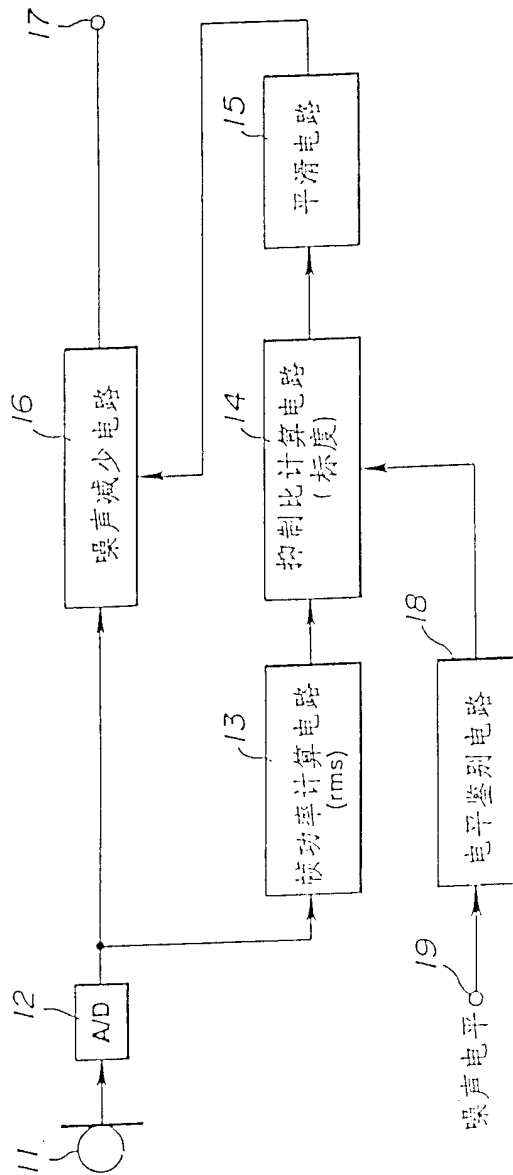 11
12
A/D
16
噪声减少电路
17
13
帧功率计算电路
(rms)
14
抑制比计算电路
(标度)
15
平滑电路
18
电平鉴别电路
19
噪声电平